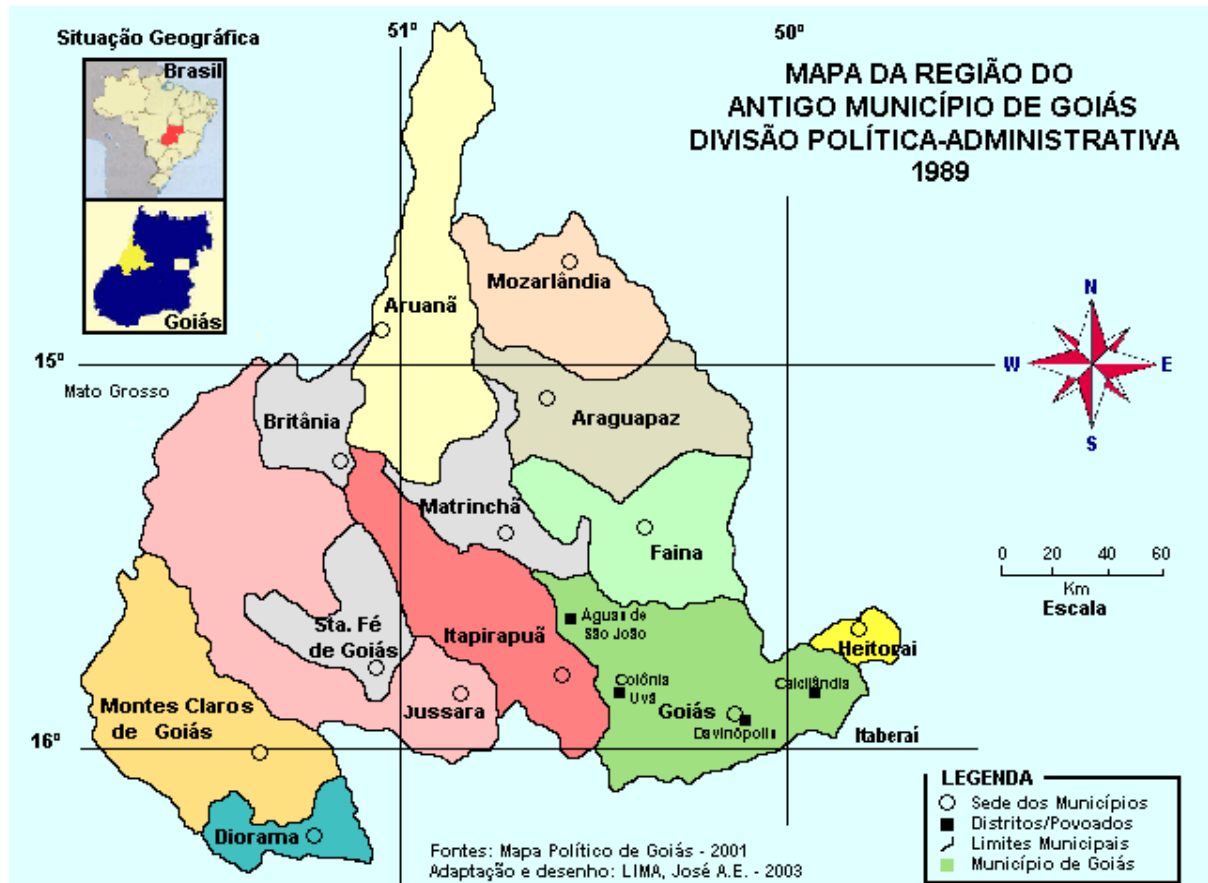 Situação Geográfica
Brasil
Goiás
51º
50º
MAPA DA REGIÃO DO
ANTIGO MUNICÍPIO DE GOIÁS
DIVISÃO POLÍTICA-ADMINISTRATIVA
1989
Mozarlândia
Aruanã
N
W
E
S
15º
Mato Grosso
Britânia
Araguapaz
Matrinchã
Faina
0 20 40 60
Km
Escala
Sta. Fé
de Goiás
Itapirapuã
Aguas de
São João
Heitorai
Colônia
Uvá
Calcilândia
Montes Claros
de Goiás
Jussara
Goiás
Davinópolis
16º
Itaberaí
Diorama
LEGENDA
Sede dos Municípios
Distritos/Povoados
Limites Municipais
Município de Goiás
Fontes: Mapa Político de Goiás - 2001
Adaptação e desenho: LIMA, José A.E. - 2003